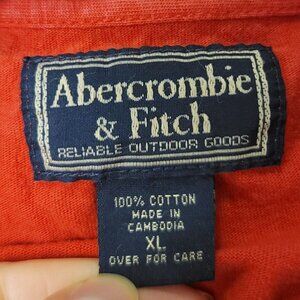 Abercrombie
& Fitch
RELIABLE OUTDOOR GOODS
100% COTTON
MADE IN
CAMBODIA
XL
OVER FOR CARE